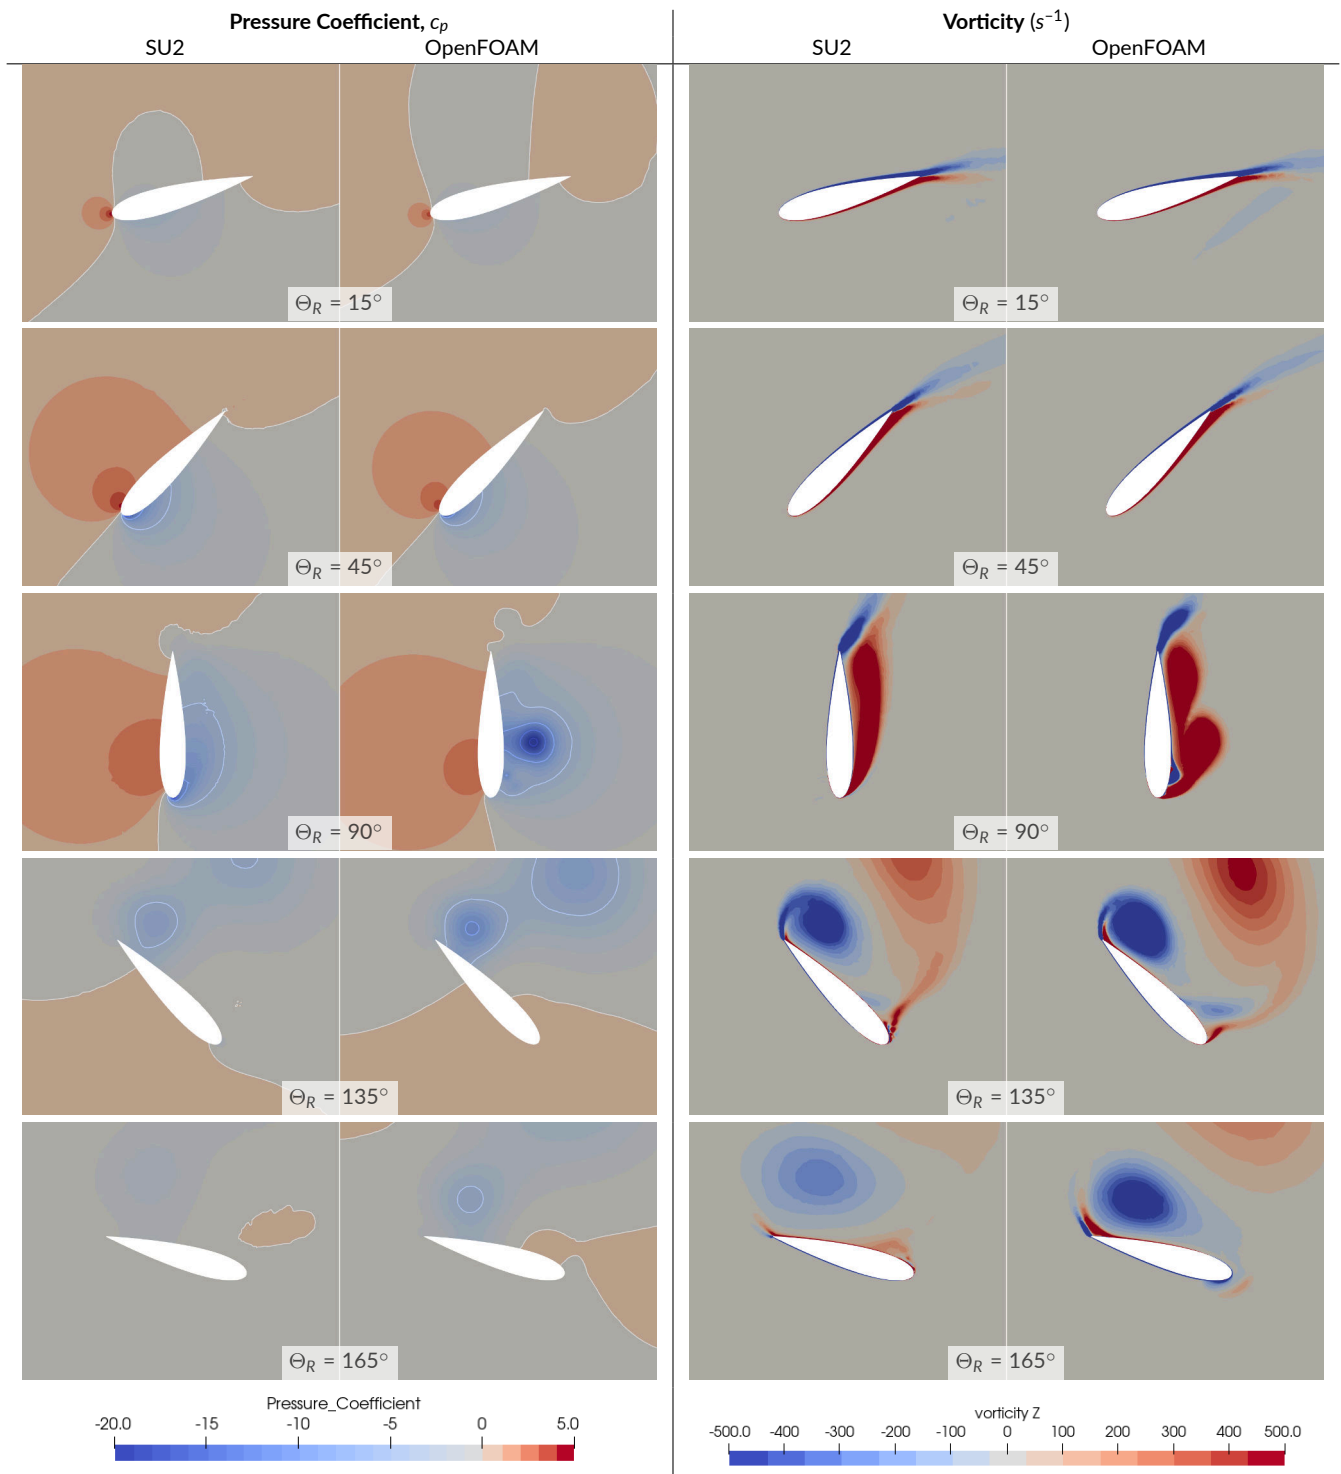 Pressure Coefficient, cₚ Vorticity (s⁻¹)
SU2 OpenFOAM SU2 OpenFOAM
Θ_R = 15° Θ_R = 15°
Θ_R = 45° Θ_R = 45°
Θ_R = 90° Θ_R = 90°
Θ_R = 135° Θ_R = 135°
Θ_R = 165° Θ_R = 165°
Pressure_Coefficient
-20.0 -15 -10 -5 0 5.0
vorticity Z
-500.0 -400 -300 -200 -100 0 100 200 300 400 500.0